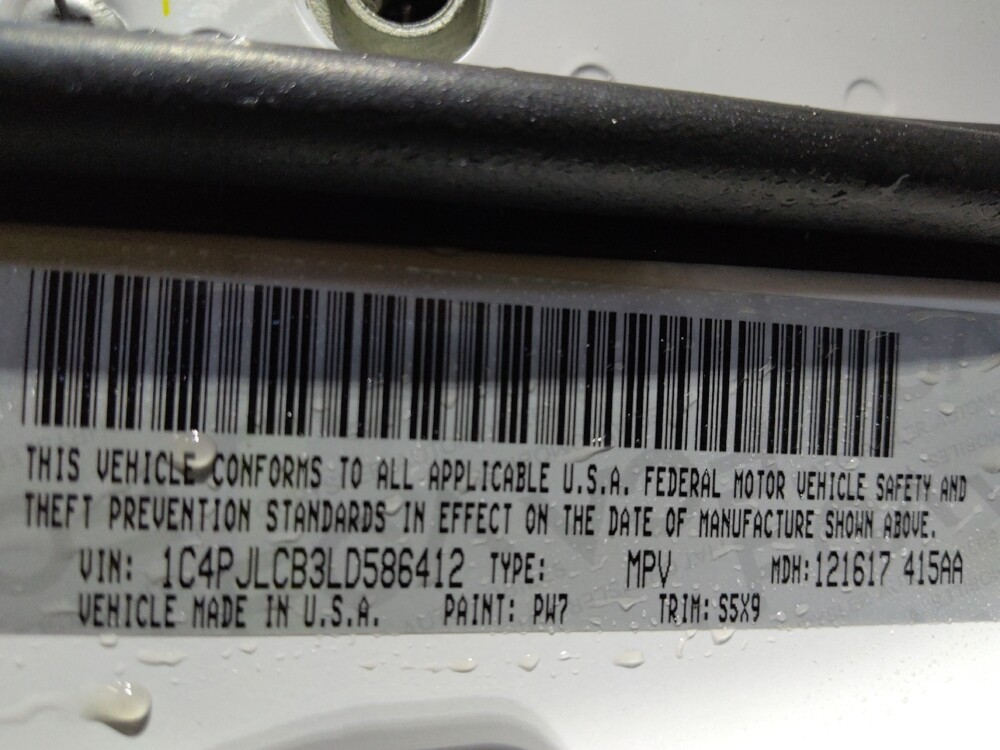 THIS VEHICLE CONFORMS TO ALL APPLICABLE U.S.A. FEDERAL MOTOR VEHICLE SAFETY AND
THEFT PREVENTION STANDARDS IN EFFECT ON THE DATE OF MANUFACTURE SHOWN ABOVE.
VIN: 1C4PJLCB3LD586412 TYPE: MPV MDH:121617 415AA
VEHICLE MADE IN U.S.A. PAINT: PW7 TRIM:S5X9